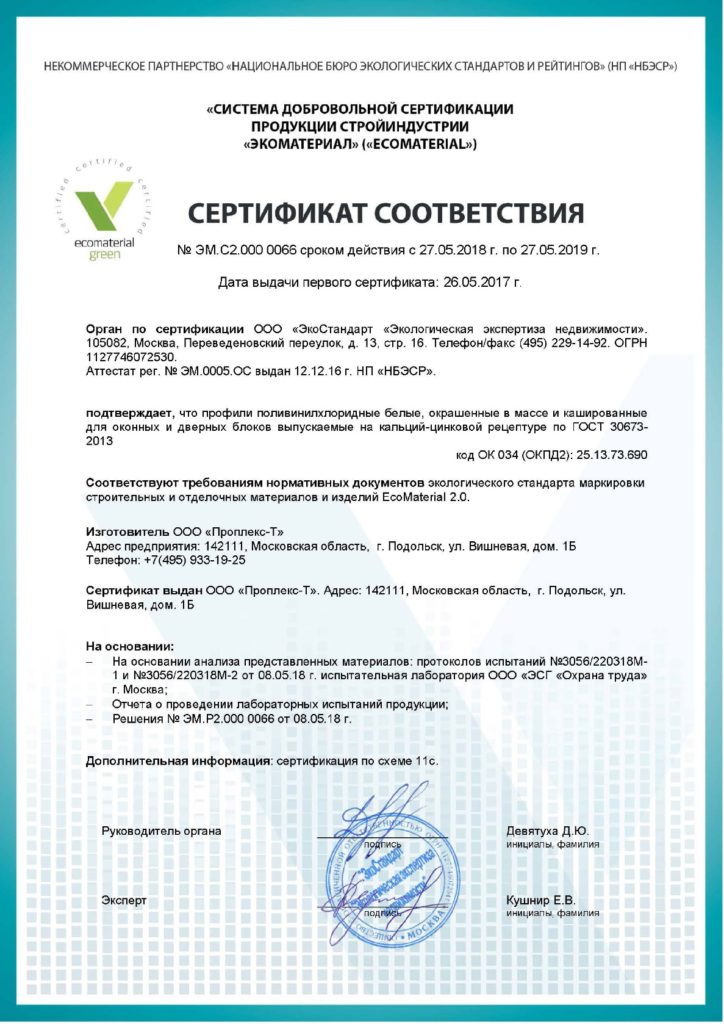 НЕКОММЕРЧЕСКОЕ ПАРТНЕРСТВО «НАЦИОНАЛЬНОЕ БЮРО ЭКОЛОГИЧЕСКИХ СТАНДАРТОВ И РЕЙТИНГОВ» (НП «НБЭСР»)
«СИСТЕМА ДОБРОВОЛЬНОЙ СЕРТИФИКАЦИИ
ПРОДУКЦИИ СТРОЙИНДУСТРИИ
«ЭКОМАТЕРИАЛ» («ECOMATERIAL»)
certified certified certified
ecomaterial
green
СЕРТИФИКАТ СООТВЕТСТВИЯ
№ ЭМ.С2.000 0066 сроком действия с 27.05.2018 г. по 27.05.2019 г.
Дата выдачи первого сертификата: 26.05.2017 г.
Орган по сертификации ООО «ЭкоСтандарт «Экологическая экспертиза недвижимости».
105082, Москва, Переведеновский переулок, д. 13, стр. 16. Телефон/факс (495) 229-14-92. ОГРН
1127746072530.
Аттестат рег. № ЭМ.0005.ОС выдан 12.12.16 г. НП «НБЭСР».
подтверждает, что профили поливинилхлоридные белые, окрашенные в массе и кашированные
для оконных и дверных блоков выпускаемые на кальций-цинковой рецептуре по ГОСТ 30673-
2013
код ОК 034 (ОКПД2): 25.13.73.690
Соответствуют требованиям нормативных документов экологического стандарта маркировки
строительных и отделочных материалов и изделий EcoMaterial 2.0.
Изготовитель ООО «Проплекс-Т»
Адрес предприятия: 142111, Московская область, г. Подольск, ул. Вишневая, дом. 1Б
Телефон: +7(495) 933-19-25
Сертификат выдан ООО «Проплекс-Т». Адрес: 142111, Московская область, г. Подольск, ул.
Вишневая, дом. 1Б
На основании:
– На основании анализа представленных материалов: протоколов испытаний №3056/220318М-
1 и №3056/220318М-2 от 08.05.18 г. испытательная лаборатория ООО «ЭСГ «Охрана труда»
г. Москва;
– Отчета о проведении лабораторных испытаний продукции;
– Решения № ЭМ.Р2.000 0066 от 08.05.18 г.
Дополнительная информация: сертификация по схеме 11с.
Руководитель органа
подпись
Девятуха Д.Ю.
инициалы, фамилия
"ЭкоСтандарт
"Экологическая экспертиза
недвижимости"
МОСКВА
Эксперт
подпись
Кушнир Е.В.
инициалы, фамилия